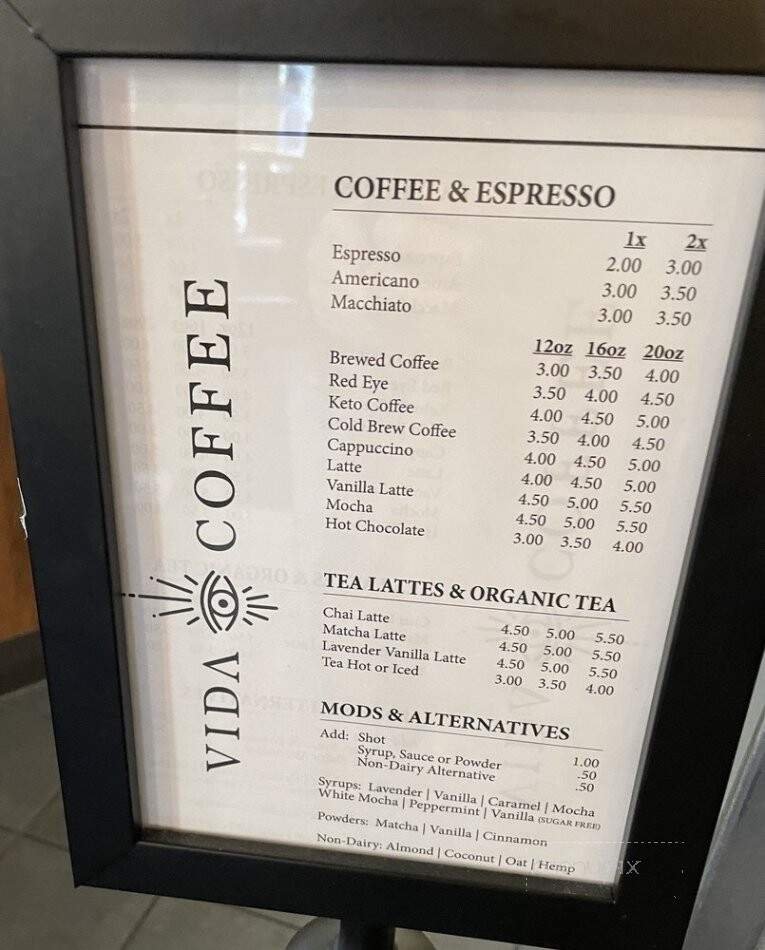 VIDA COFFEE
COFFEE & ESPRESSO
1x 2x
Espresso 2.00 3.00
Americano 3.00 3.50
Macchiato 3.00 3.50
12oz 16oz 20oz
Brewed Coffee 3.00 3.50 4.00
Red Eye 3.50 4.00 4.50
Keto Coffee 4.00 4.50 5.00
Cold Brew Coffee 3.50 4.00 4.50
Cappuccino 4.00 4.50 5.00
Latte 4.00 4.50 5.00
Vanilla Latte 4.50 5.00 5.50
Mocha 4.50 5.00 5.50
Hot Chocolate 3.00 3.50 4.00
TEA LATTES & ORGANIC TEA
Chai Latte 4.50 5.00 5.50
Matcha Latte 4.50 5.00 5.50
Lavender Vanilla Latte 4.50 5.00 5.50
Tea Hot or Iced 3.00 3.50 4.00
MODS & ALTERNATIVES
Add: Shot 1.00
Syrup, Sauce or Powder .50
Non-Dairy Alternative .50
Syrups: Lavender | Vanilla | Caramel | Mocha
White Mocha | Peppermint | Vanilla (SUGAR FREE)
Powders: Matcha | Vanilla | Cinnamon
Non-Dairy: Almond | Coconut | Oat | Hemp